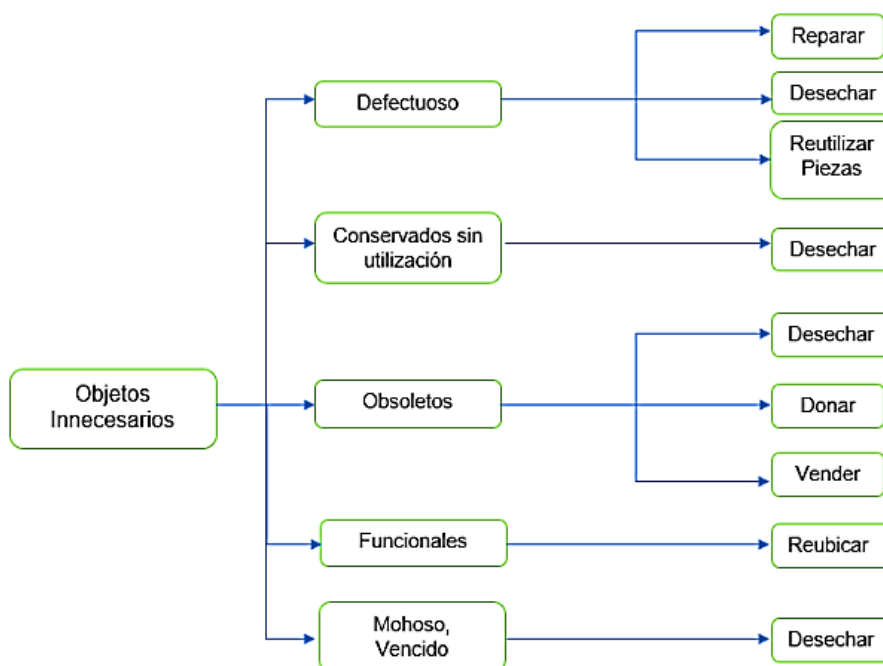 Objetos
Innecesarios
Defectuoso
Reparar
Desechar
Reutilizar
Piezas
Conservados sin
utilización
Desechar
Obsoletos
Desechar
Donar
Vender
Funcionales
Reubicar
Mohoso,
Vencido
Desechar